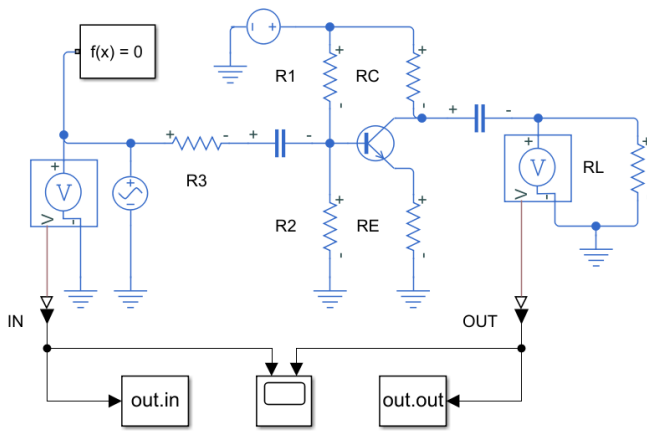 f(x) = 0
R1
RC
R3
R2
RE
RL
V
V
V
V
IN
OUT
out.in
out.out